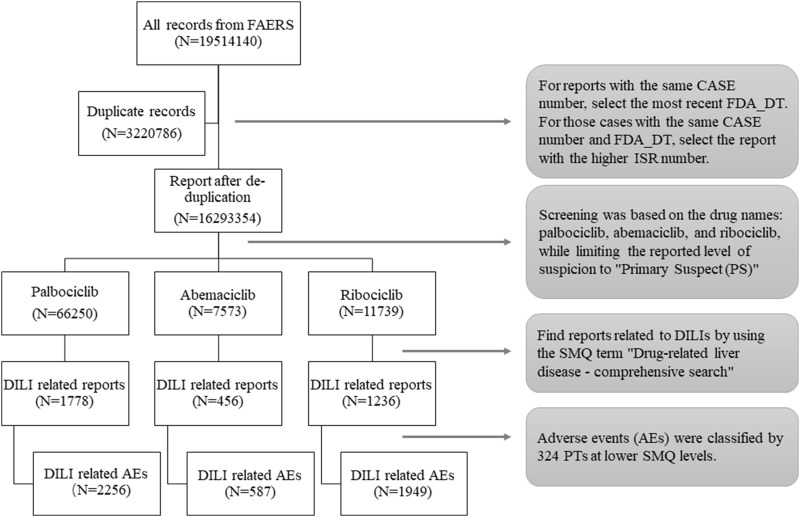 All records from FAERS
(N=19514140)
Duplicate records
(N=3220786)
For reports with the same CASE
number, select the most recent FDA_DT.
For those cases with the same CASE
number and FDA_DT, select the report
with the higher ISR number.
Report after de-
duplication
(N=16293354)
Screening was based on the drug names:
palbociclib, abemaciclib, and ribociclib,
while limiting the reported level of
suspicion to "Primary Suspect (PS)"
Palbociclib
(N=66250)
Abemaciclib
(N=7573)
Ribociclib
(N=11739)
Find reports related to DILIs by using
the SMQ term "Drug-related liver
disease - comprehensive search"
DILI related reports
(N=1778)
DILI related reports
(N=456)
DILI related reports
(N=1236)
Adverse events (AEs) were classified by
324 PTs at lower SMQ levels.
DILI related AEs
(N=2256)
DILI related AEs
(N=587)
DILI related AEs
(N=1949)